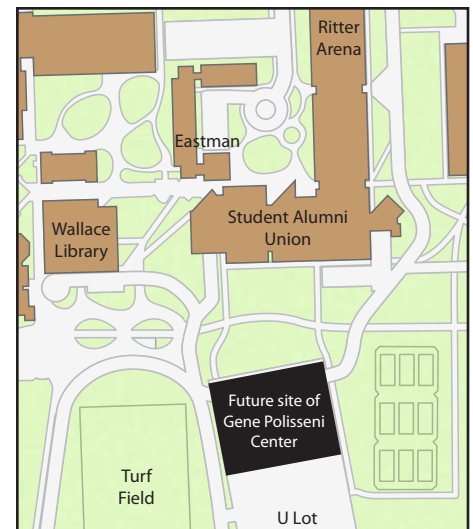 Ritter
Arena
Eastman
Wallace
Library
Student Alumni
Union
Future site of
Gene Polisseni
Center
Turf
Field
U Lot